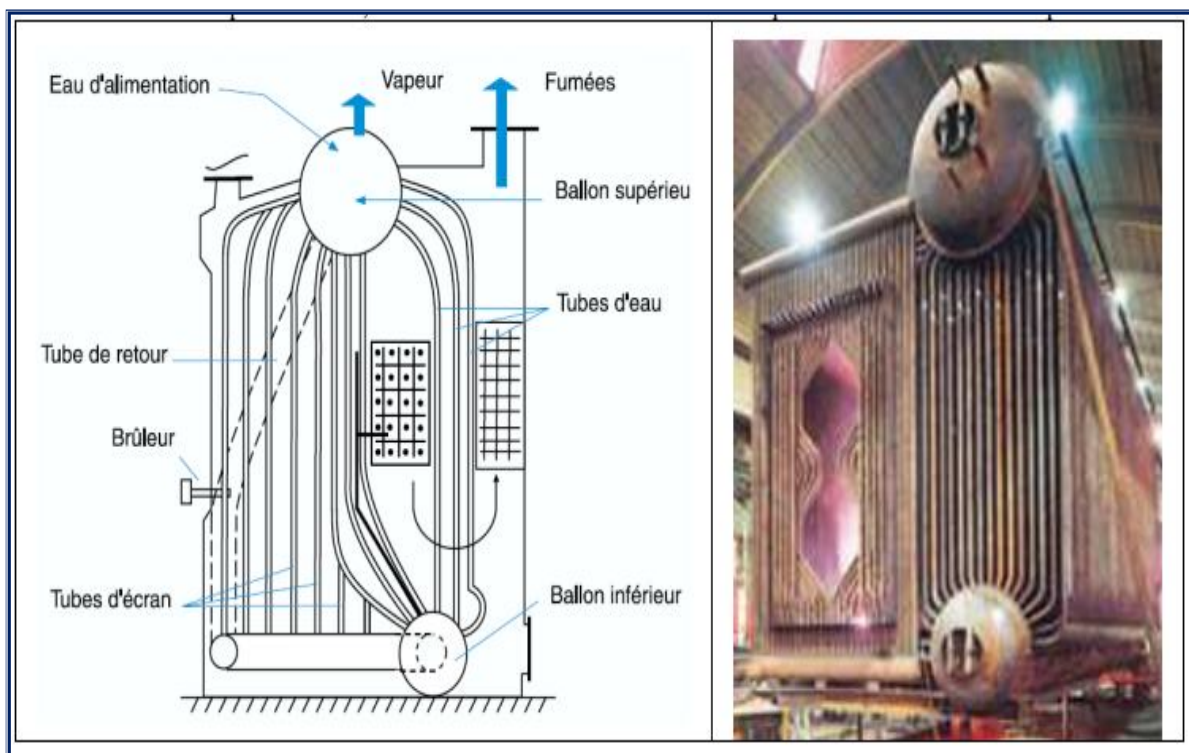 Eau d'alimentation
Vapeur
Fumées
Ballon supérieu
Tubes d'eau
Tube de retour
Brûleur
Tubes d'écran
Ballon inférieur